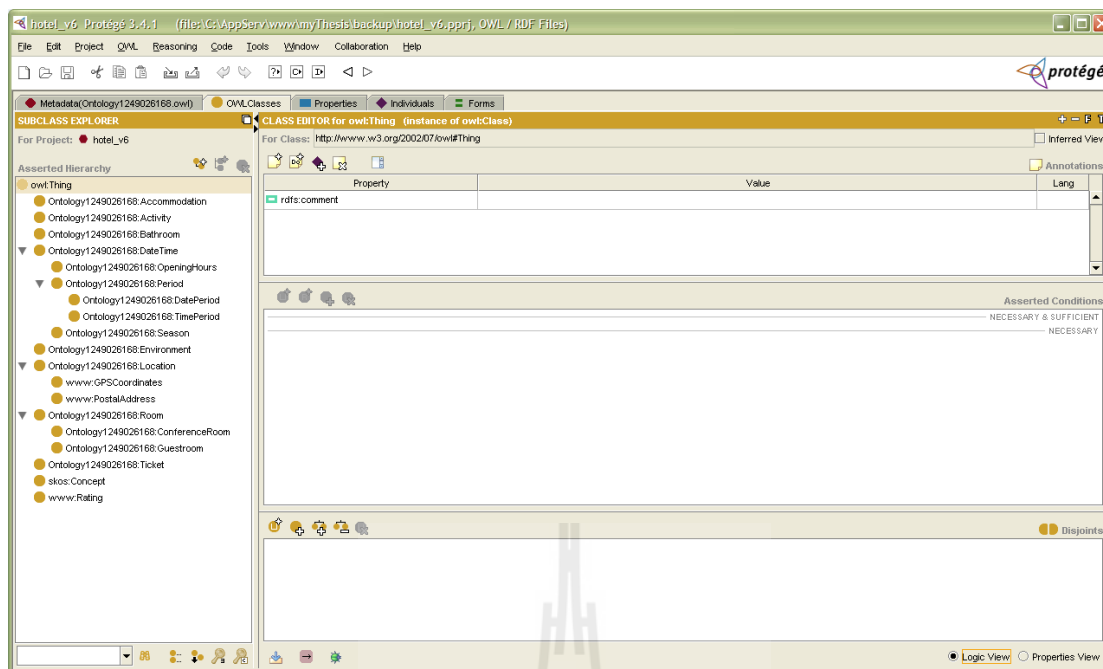 hotel_v6 Protégé 3.4.1 (file:\C:\AppServ\www\myThesis\backup\hotel_v6.pprj, OWL / RDF Files)
File Edit Project OWL Reasoning Code Tools Window Collaboration Help
protégé
Metadata(Ontology1249026168.owl) OWLClasses Properties Individuals Forms
SUBCLASS EXPLORER
For Project: hotel_v6
Asserted Hierarchy
owl:Thing
Ontology1249026168:Accommodation
Ontology1249026168:Activity
Ontology1249026168:Bathroom
Ontology1249026168:DateTime
Ontology1249026168:OpeningHours
Ontology1249026168:Period
Ontology1249026168:DatePeriod
Ontology1249026168:TimePeriod
Ontology1249026168:Season
Ontology1249026168:Environment
Ontology1249026168:Location
www:GPSCoordinates
www:PostalAddress
Ontology1249026168:Room
Ontology1249026168:ConferenceRoom
Ontology1249026168:Guestroom
Ontology1249026168:Ticket
skos:Concept
www:Rating
CLASS EDITOR for owl:Thing (instance of owl:Class)
For Class: http://www.w3.org/2002/07/owl#Thing Inferred View
Annotations
Property Value Lang
rdfs:comment
Asserted Conditions
NECESSARY & SUFFICIENT
NECESSARY
Disjoints
Logic View Properties View